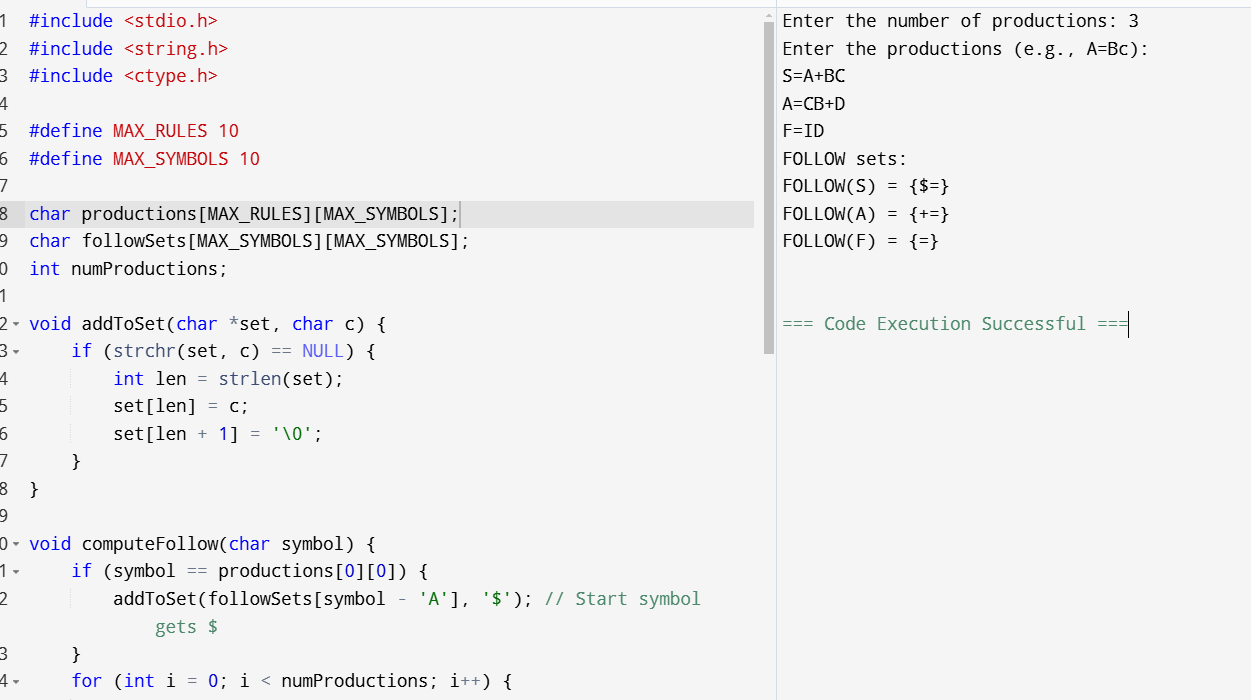 1 #include <stdio.h>
2 #include <string.h>
3 #include <ctype.h>
4
5 #define MAX_RULES 10
6 #define MAX_SYMBOLS 10
7
8 char productions[MAX_RULES][MAX_SYMBOLS];
9 char followSets[MAX_SYMBOLS][MAX_SYMBOLS];
0 int numProductions;
1
2 void addToSet(char *set, char c) {
3     if (strchr(set, c) == NULL) {
4         int len = strlen(set);
5         set[len] = c;
6         set[len + 1] = '\0';
7     }
8 }
9
0 void computeFollow(char symbol) {
1     if (symbol == productions[0][0]) {
2         addToSet(followSets[symbol - 'A'], '$'); // Start symbol
            gets $
3     }
4     for (int i = 0; i < numProductions; i++) {
Enter the number of productions: 3
Enter the productions (e.g., A=Bc):
S=A+BC
A=CB+D
F=ID
FOLLOW sets:
FOLLOW(S) = {$=}
FOLLOW(A) = {+=}
FOLLOW(F) = {=}
=== Code Execution Successful ===